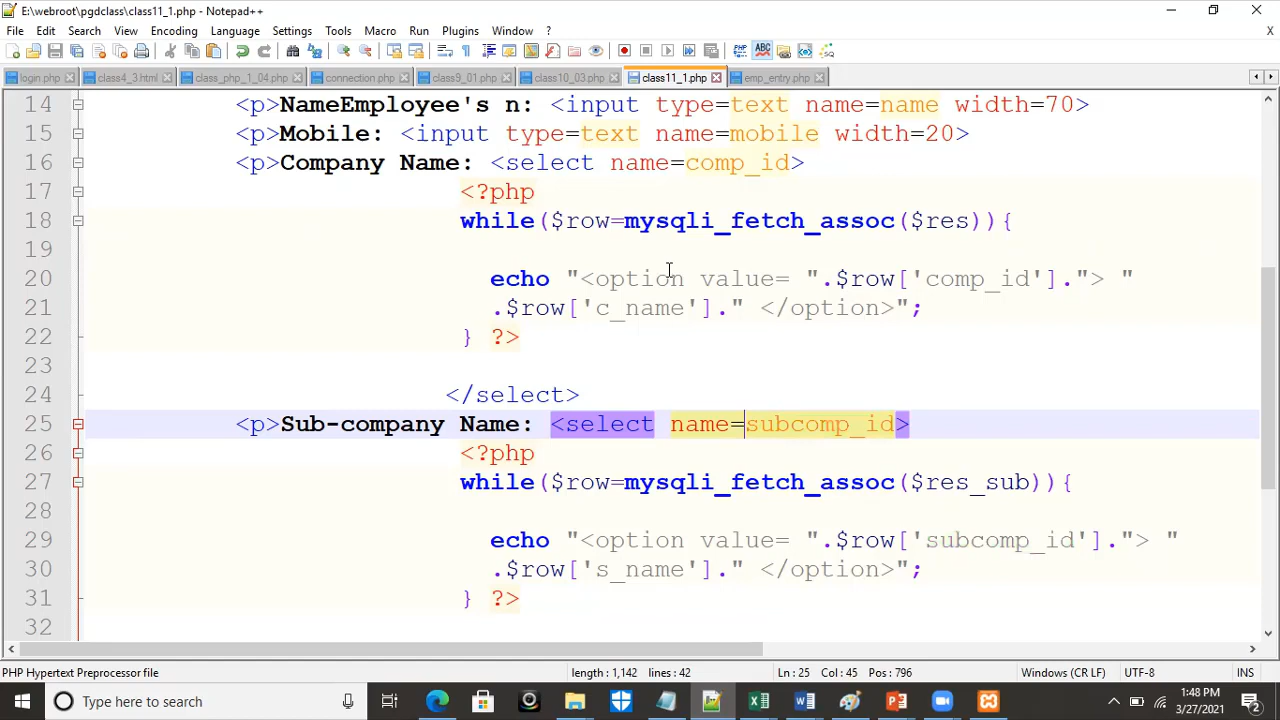 E:\webroot\pgdclass\class11_1.php - Notepad++
File Edit Search View Encoding Language Settings Tools Macro Run Plugins Window ? X
login.php class4_3.html class_php_1_04.php connection.php class9_01.php class10_03.php class11_1.php emp_entry.php
14 <p>NameEmployee's n: <input type=text name=name width=70>
15 <p>Mobile: <input type=text name=mobile width=20>
16 <p>Company Name: <select name=comp_id>
17 <?php
18 while($row=mysqli_fetch_assoc($res)){
19
20 echo "<option value= ".$row['comp_id']."> "
21 .$row['c_name']." </option>";
22 } ?>
23
24 </select>
25 <p>Sub-company Name: <select name=subcomp_id>
26 <?php
27 while($row=mysqli_fetch_assoc($res_sub)){
28
29 echo "<option value= ".$row['subcomp_id']."> "
30 .$row['s_name']." </option>";
31 } ?>
32
PHP Hypertext Preprocessor file length : 1,142 lines : 42 Ln : 25 Col : 45 Pos : 796 Windows (CR LF) UTF-8 INS
Type here to search
1:48 PM
3/27/2021
2